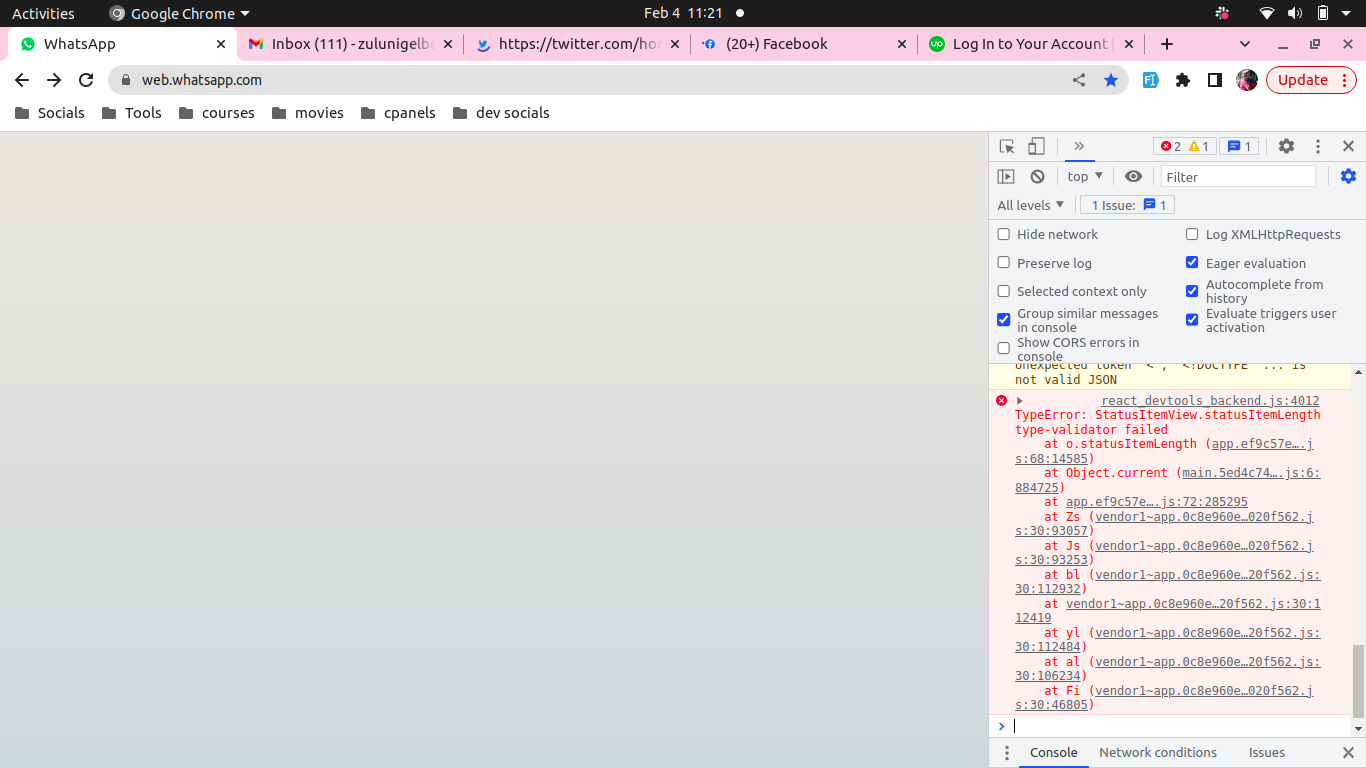 Activities Google Chrome Feb 4 11:21
WhatsApp Inbox (111) - zulunigelb https://twitter.com/hom (20+) Facebook Log In to Your Account |
web.whatsapp.com Update
Socials Tools courses movies cpanels dev socials
2 1 1
top Filter
All levels 1 Issue: 1
Hide network Log XMLHttpRequests
Preserve log Eager evaluation
Selected context only Autocomplete from
history
Group similar messages Evaluate triggers user
in console activation
Show CORS errors in
console
Unexpected token '<', "<!DOCTYPE "... is
not valid JSON
react_devtools_backend.js:4012
TypeError: StatusItemView.statusItemLength
type-validator failed
at o.statusItemLength (app.ef9c57e….j
s:68:14585)
at Object.current (main.5ed4c74….js:6:
884725)
at app.ef9c57e….js:72:285295
at Zs (vendor1~app.0c8e960e…020f562.j
s:30:93057)
at Js (vendor1~app.0c8e960e…020f562.j
s:30:93253)
at bl (vendor1~app.0c8e960e…20f562.js:
30:112932)
at vendor1~app.0c8e960e…20f562.js:30:1
12419
at yl (vendor1~app.0c8e960e…20f562.js:
30:112484)
at al (vendor1~app.0c8e960e…20f562.js:
30:106234)
at Fi (vendor1~app.0c8e960e…020f562.j
s:30:46805)
Console Network conditions Issues